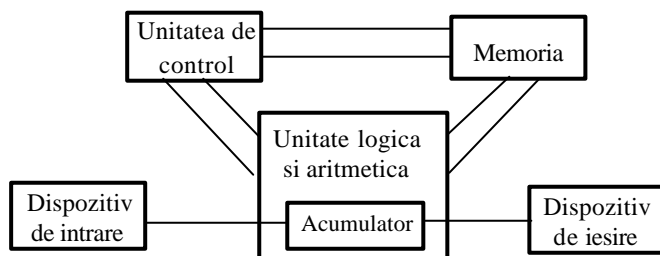 Unitatea de
control
Memoria
Unitate logica
si aritmetica
Dispozitiv
de intrare
Acumulator
Dispozitiv
de iesire